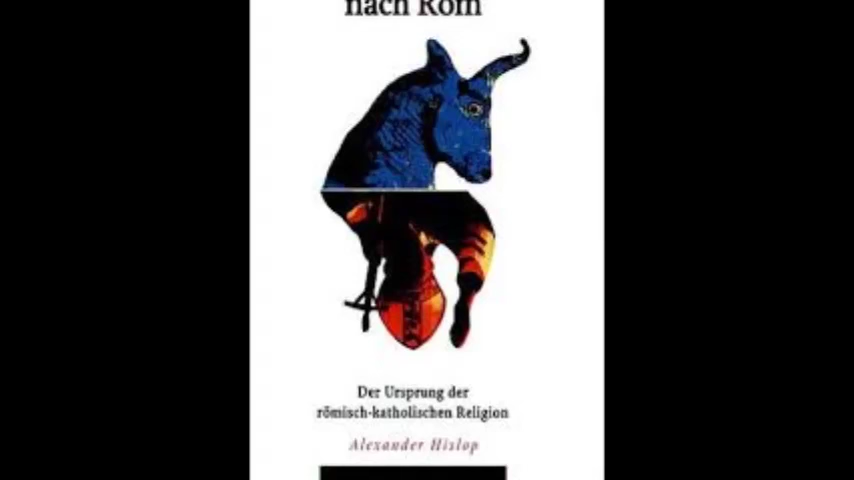 nach Rom
Der Ursprung der
römisch-katholischen Religion
Alexander Hislop